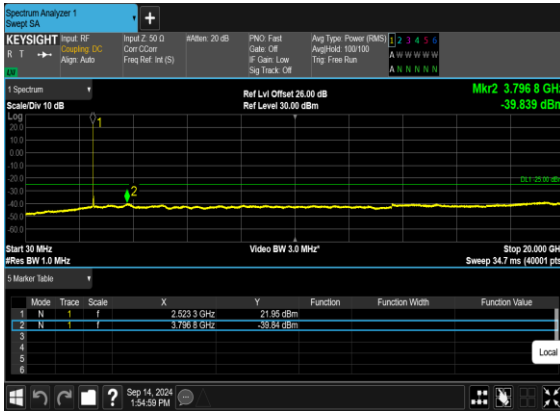 Spectrum Analyzer 1
Swept SA
+
KEYSIGHT Input: RF Input Z: 50 Ω #Atten: 20 dB PNO: Fast Avg Type: Power (RMS) 1 2 3 4 5 6
R T Coupling: DC Corr CCorr Gate: Off Avg|Hold: 100/100 A W W W W W
Align: Auto Freq Ref: Int (S) IF Gain: Low Trig: Free Run
LXI Sig Track: Off A N N N N N
1 Spectrum Ref Lvl Offset 26.00 dB Mkr2 3.796 8 GHz
Scale/Div 10 dB Ref Level 30.00 dBm -39.839 dBm
Log
1
20.0
10.0
0.00
-10.0
-20.0
DL1 -25.00 dBm
-30.0
2
-40.0
-50.0
-60.0
Start 30 MHz Video BW 3.0 MHz* Stop 20.000 GHz
#Res BW 1.0 MHz Sweep 34.7 ms (40001 pts)
5 Marker Table
Mode Trace Scale X Y Function Function Width Function Value
1 N 1 f 2.523 3 GHz 21.95 dBm
2 N 1 f 3.796 8 GHz -39.84 dBm
3
4
5
6
Local
? Sep 14, 2024
1:54:59 PM